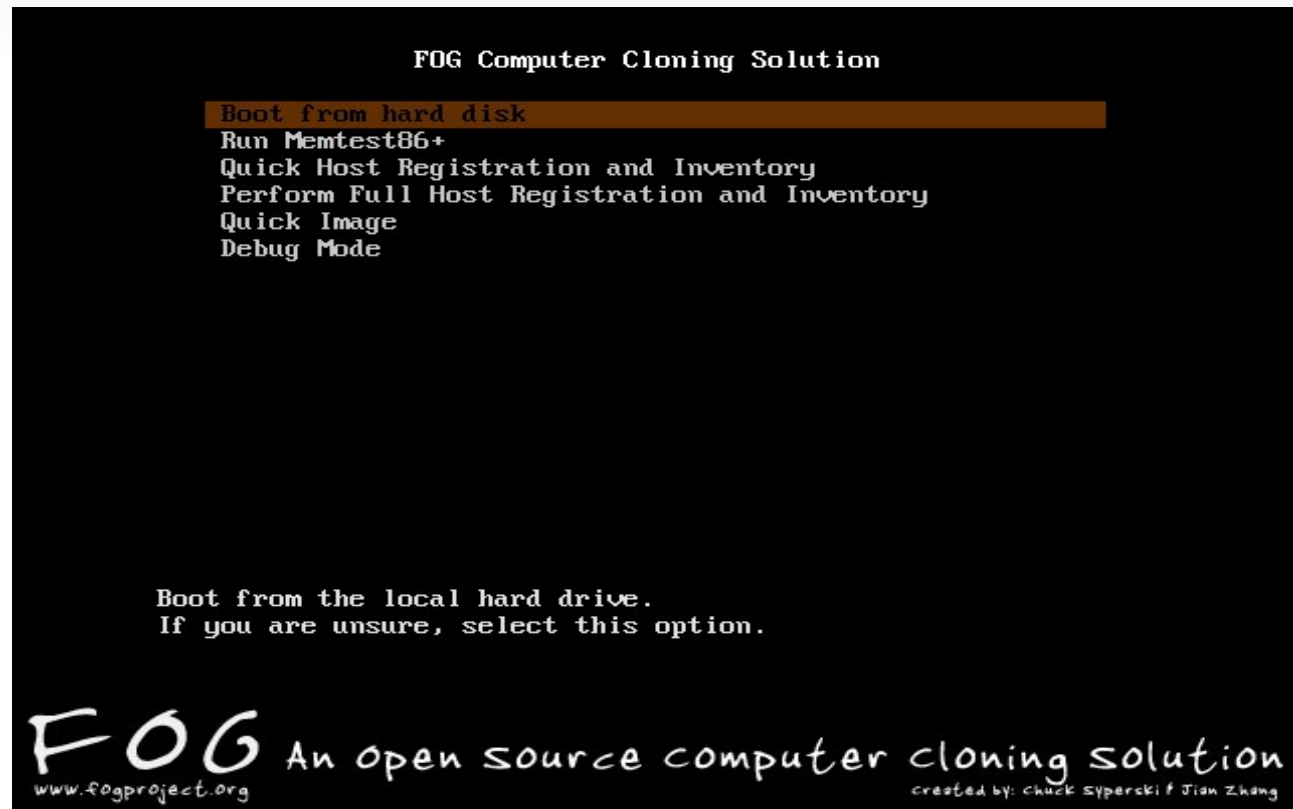 FOG Computer Cloning Solution
Boot from hard disk
Run Memtest86+
Quick Host Registration and Inventory
Perform Full Host Registration and Inventory
Quick Image
Debug Mode
Boot from the local hard drive.
If you are unsure, select this option.
FOG An open source computer cloning solution
www.fogproject.org created by: Chuck Syperski & Jian Zhang